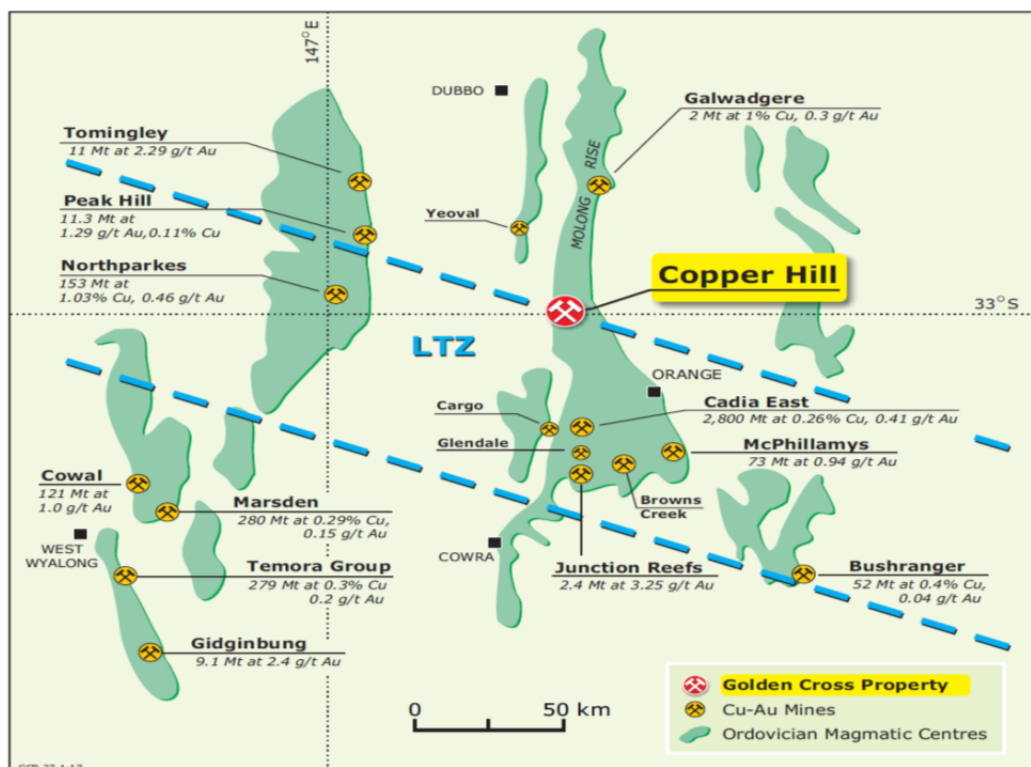 147°E
DUBBO
Galwadgere
2 Mt at 1% Cu, 0.3 g/t Au
Tomingley
11 Mt at 2.29 g/t Au
MOLONG RISE
Peak Hill
11.3 Mt at
1.29 g/t Au,0.11% Cu
Yeoval
Northparkes
153 Mt at
1.03% Cu, 0.46 g/t Au
Copper Hill
33°S
LTZ
ORANGE
Cargo
Cadia East
2,800 Mt at 0.26% Cu, 0.41 g/t Au
Glendale
McPhillamys
73 Mt at 0.94 g/t Au
Cowal
121 Mt at
1.0 g/t Au
Browns
Creek
Marsden
280 Mt at 0.29% Cu,
0.15 g/t Au
WEST
WYALONG
COWRA
Temora Group
279 Mt at 0.3% Cu
0.2 g/t Au
Junction Reefs
2.4 Mt at 3.25 g/t Au
Bushranger
52 Mt at 0.4% Cu,
0.04 g/t Au
Gidginbung
9.1 Mt at 2.4 g/t Au
0 50 km
Golden Cross Property
Cu-Au Mines
Ordovician Magmatic Centres